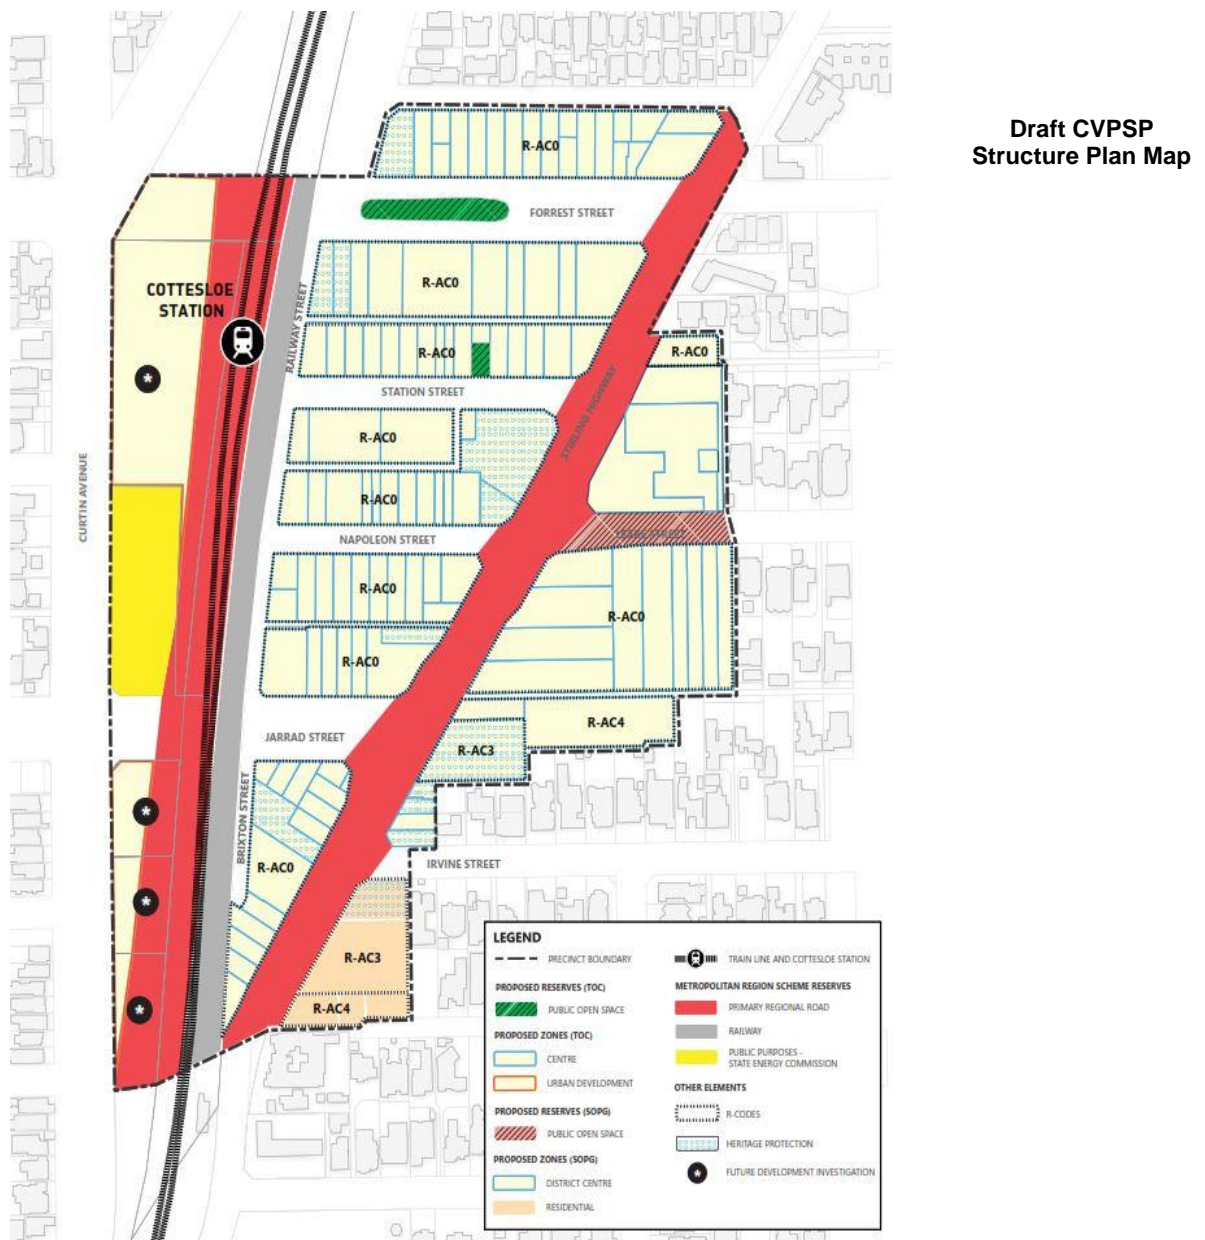 Draft CVPSP
Structure Plan Map
R-AC0
FORREST STREET
R-AC0
COTTESLOE
STATION
RAILWAY STREET
R-AC0
R-AC0
STATION STREET
STIRLING HIGHWAY
R-AC0
CURTIN AVENUE
R-AC0
NAPOLEON STREET
R-AC0
R-AC0
R-AC0
R-AC4
JARRAD STREET
R-AC3
BRIXTON STREET
R-AC0
IRVINE STREET
R-AC3
R-AC4
LEGEND
PRECINCT BOUNDARY
PROPOSED RESERVES (TOC)
PUBLIC OPEN SPACE
PROPOSED ZONES (TOC)
CENTRE
URBAN DEVELOPMENT
PROPOSED RESERVES (SOPG)
PUBLIC OPEN SPACE
PROPOSED ZONES (SOPG)
DISTRICT CENTRE
RESIDENTIAL
TRAIN LINE AND COTTESLOE STATION
METROPOLITAN REGION SCHEME RESERVES
PRIMARY REGIONAL ROAD
RAILWAY
PUBLIC PURPOSES -
STATE ENERGY COMMISSION
OTHER ELEMENTS
R-CODES
HERITAGE PROTECTION
FUTURE DEVELOPMENT INVESTIGATION